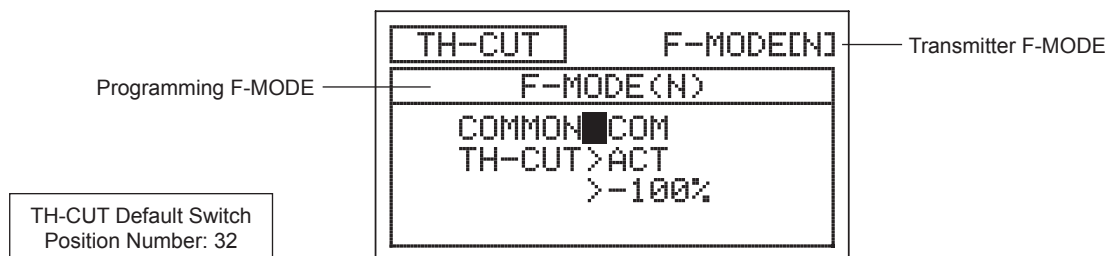 TH-CUT F-MODE[N]
Transmitter F-MODE
Programming F-MODE
F-MODE(N)
COMMON COM
TH-CUT>ACT
>-100%
TH-CUT Default Switch
Position Number: 32